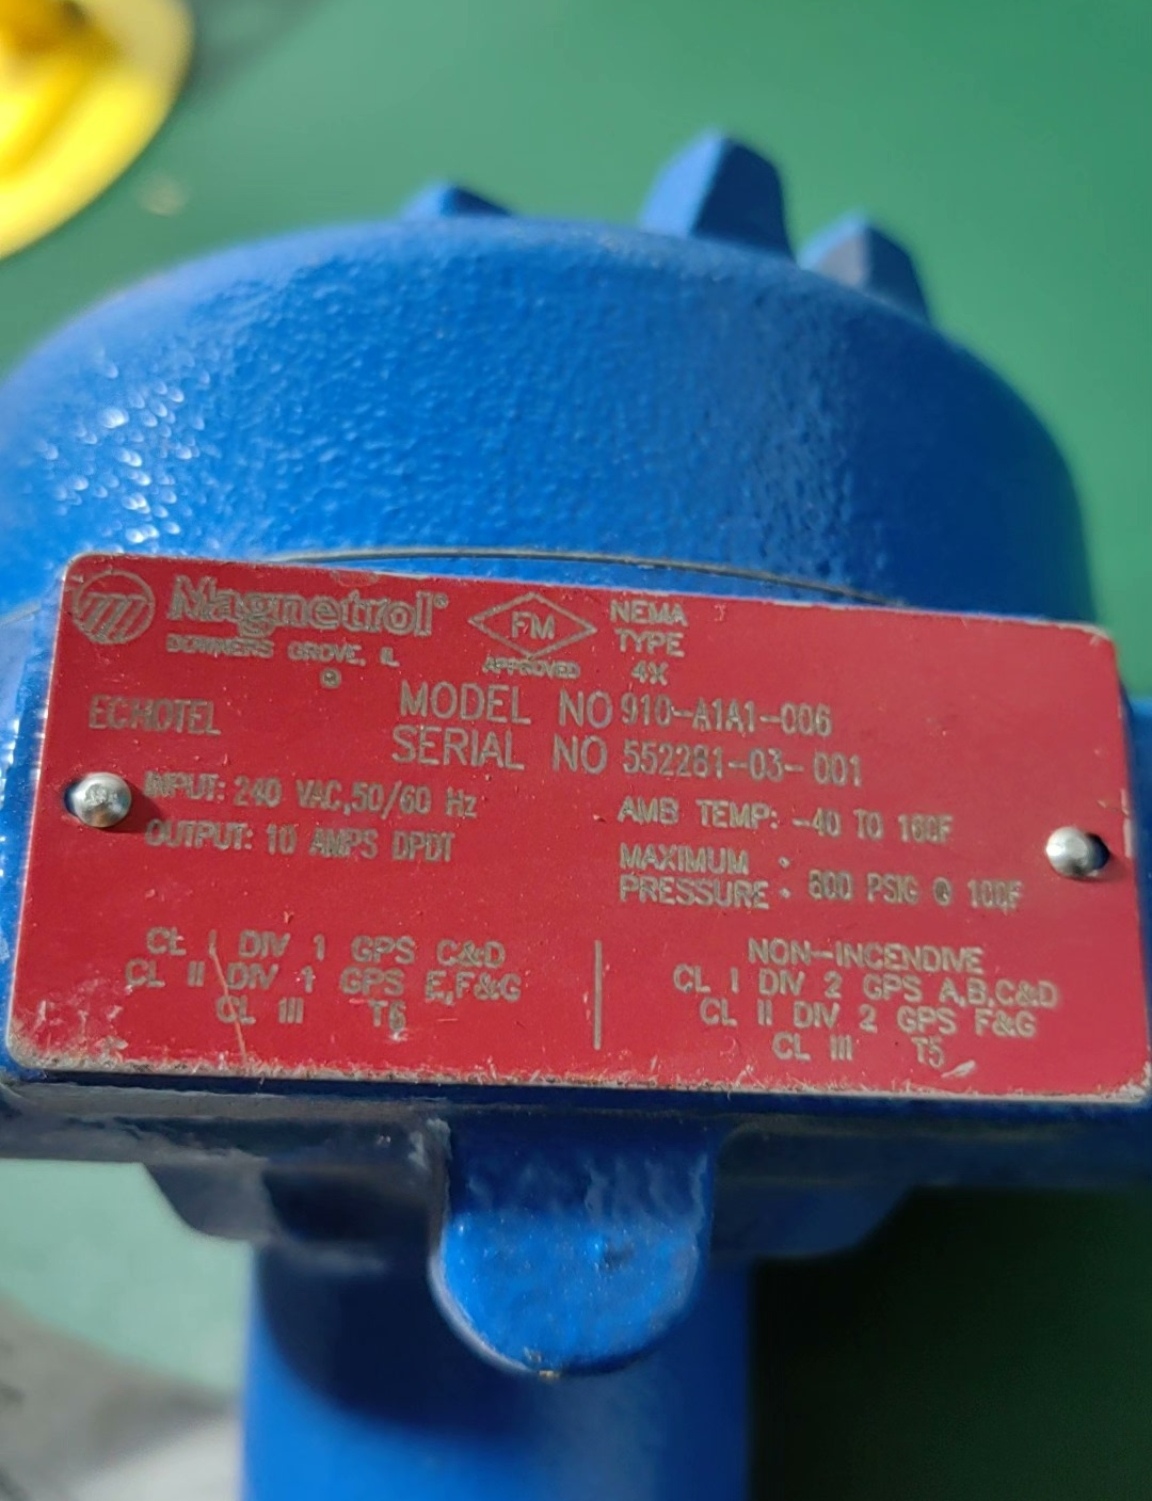 Magnetrol®
DOWNERS GROVE, IL
FM
APPROVED
NEMA
TYPE
4X
ECHOTEL
MODEL NO 910-A1A1-006
SERIAL NO 552281-03-001
INPUT: 240 VAC,50/60 Hz
OUTPUT: 10 AMPS DPDT
AMB TEMP: -40 TO 160F
MAXIMUM
PRESSURE : 800 PSIG @ 100F
CL I DIV 1 GPS C&D
CL II DIV 1 GPS E,F&G
CL III T6
NON-INCENDIVE
CL I DIV 2 GPS A,B,C&D
CL II DIV 2 GPS F&G
CL III T5